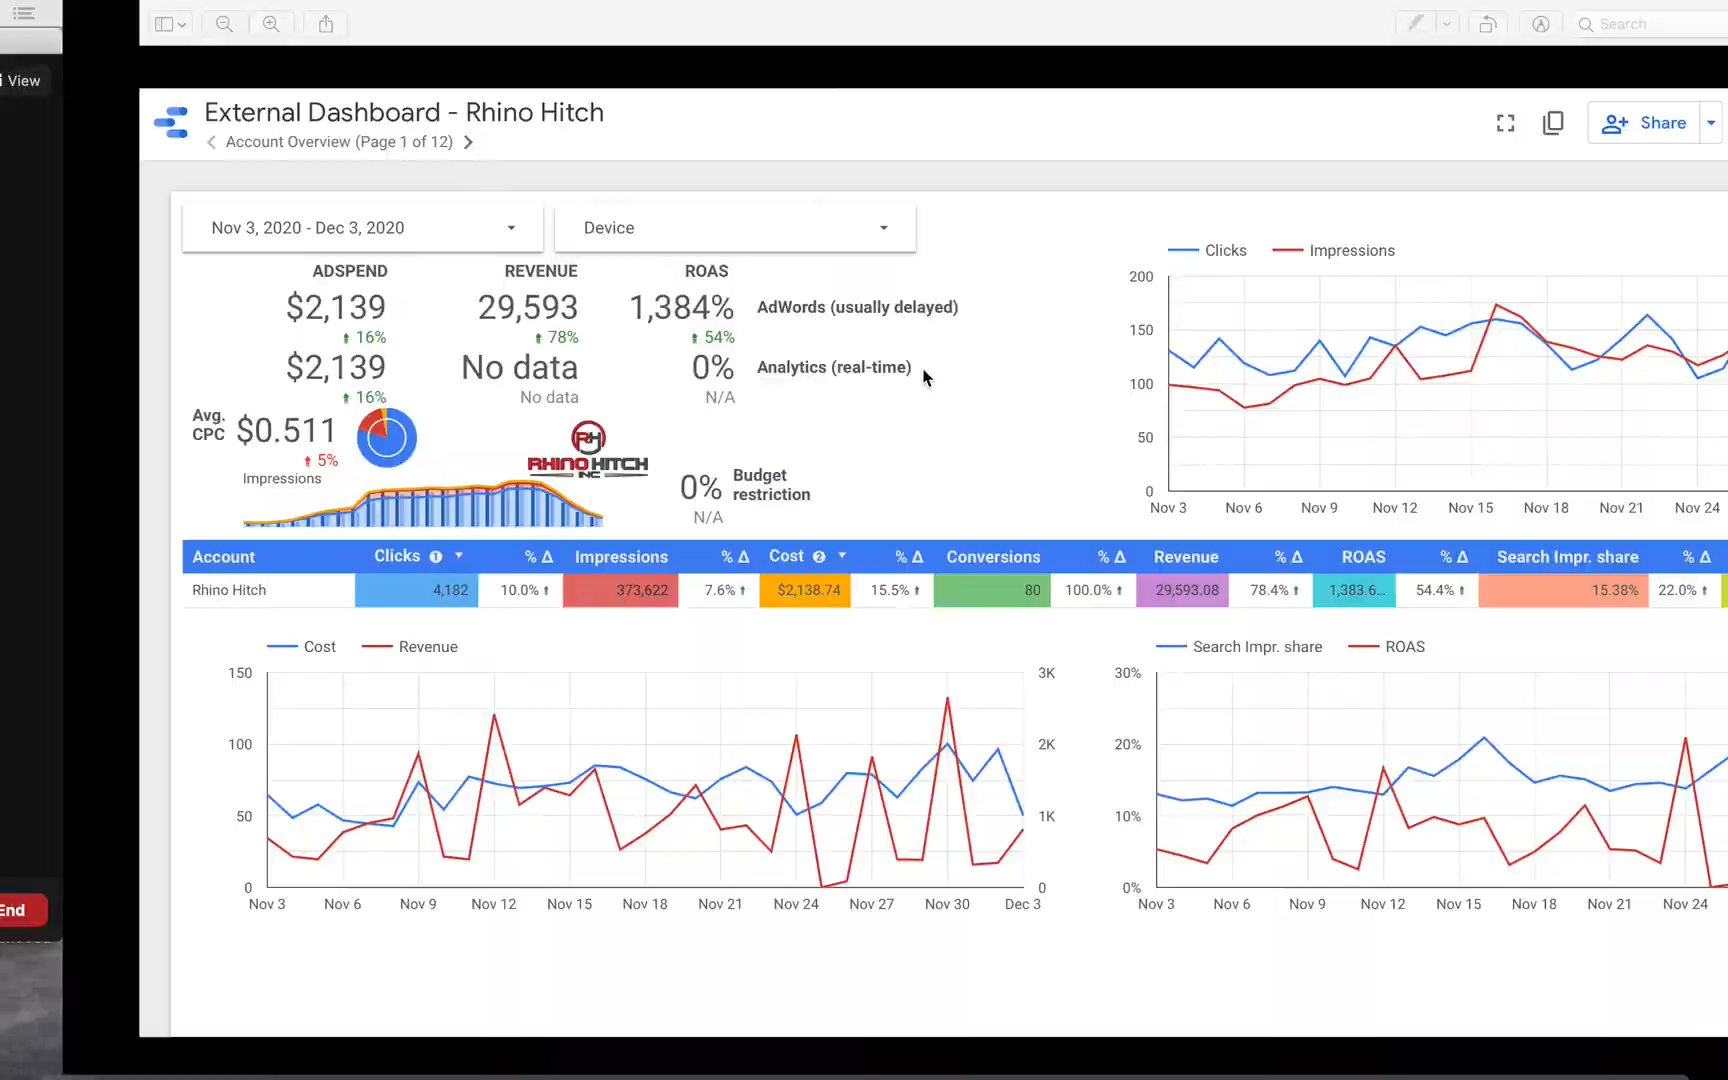 View
Search
External Dashboard - Rhino Hitch
Account Overview (Page 1 of 12)
Share
Nov 3, 2020 - Dec 3, 2020
Device
ADSPEND REVENUE ROAS
$2,139 29,593 1,384% AdWords (usually delayed)
16% 78% 54%
$2,139 No data 0% Analytics (real-time)
16% No data N/A
Avg. CPC $0.511
5%
Impressions
RH
RHINO HITCH
INC
0% Budget restriction
N/A
Clicks Impressions
200
150
100
50
0
Nov 3 Nov 6 Nov 9 Nov 12 Nov 15 Nov 18 Nov 21 Nov 24
Account Clicks 1 % Δ Impressions % Δ Cost 2 % Δ Conversions % Δ Revenue % Δ ROAS % Δ Search Impr. share % Δ
Rhino Hitch 4,182 10.0% 373,622 7.6% $2,138.74 15.5% 80 100.0% 29,593.08 78.4% 1,383.6... 54.4% 15.38% 22.0%
Cost Revenue
150 3K
100 2K
50 1K
0 0
Nov 3 Nov 6 Nov 9 Nov 12 Nov 15 Nov 18 Nov 21 Nov 24 Nov 27 Nov 30 Dec 3
Search Impr. share ROAS
30%
20%
10%
0%
Nov 3 Nov 6 Nov 9 Nov 12 Nov 15 Nov 18 Nov 21 Nov 24
End